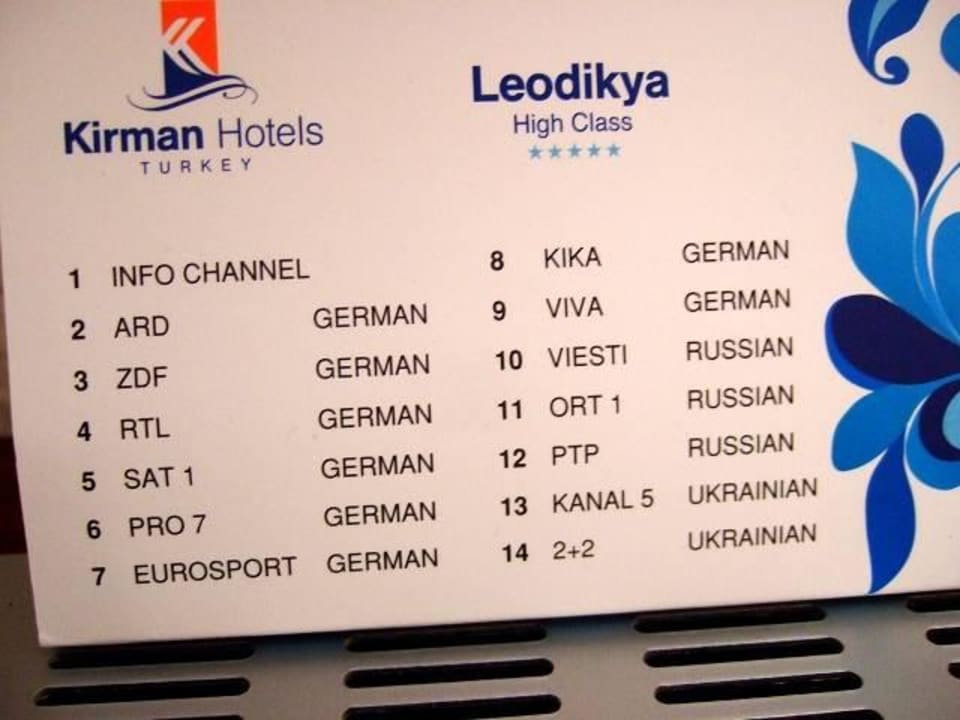 Kirman Hotels
TURKEY
Leodikya
High Class
1 INFO CHANNEL
2 ARD GERMAN
3 ZDF GERMAN
4 RTL GERMAN
5 SAT 1 GERMAN
6 PRO 7 GERMAN
7 EUROSPORT GERMAN
8 KIKA GERMAN
9 VIVA GERMAN
10 VIESTI RUSSIAN
11 ORT 1 RUSSIAN
12 PTP RUSSIAN
13 KANAL 5 UKRAINIAN
14 2+2 UKRAINIAN